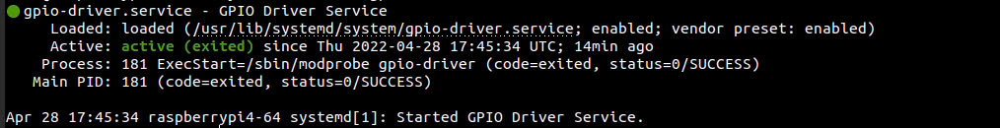 gpio-driver.service - GPIO Driver Service
Loaded: loaded (/usr/lib/systemd/system/gpio-driver.service; enabled; vendor preset: enabled)
Active: active (exited) since Thu 2022-04-28 17:45:34 UTC; 14min ago
Process: 181 ExecStart=/sbin/modprobe gpio-driver (code=exited, status=0/SUCCESS)
Main PID: 181 (code=exited, status=0/SUCCESS)
Apr 28 17:45:34 raspberrypi4-64 systemd[1]: Started GPIO Driver Service.